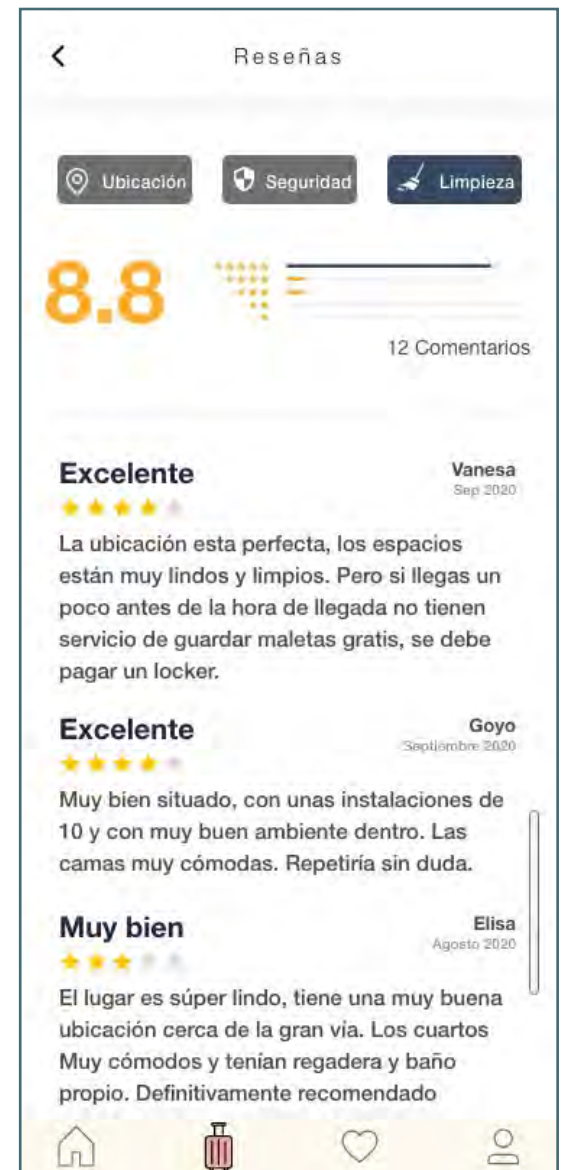 Reseñas
Ubicación
Seguridad
Limpieza
8.8
12 Comentarios
Excelente
Vanesa
Sep 2020
La ubicación esta perfecta, los espacios
están muy lindos y limpios. Pero si llegas un
poco antes de la hora de llegada no tienen
servicio de guardar maletas gratis, se debe
pagar un locker.
Excelente
Goyo
Septiembre 2020
Muy bien situado, con unas instalaciones de
10 y con muy buen ambiente dentro. Las
camas muy cómodas. Repetiría sin duda.
Muy bien
Elisa
Agosto 2020
El lugar es súper lindo, tiene una muy buena
ubicación cerca de la gran vía. Los cuartos
Muy cómodos y tenían regadera y baño
propio. Definitivamente recomendado